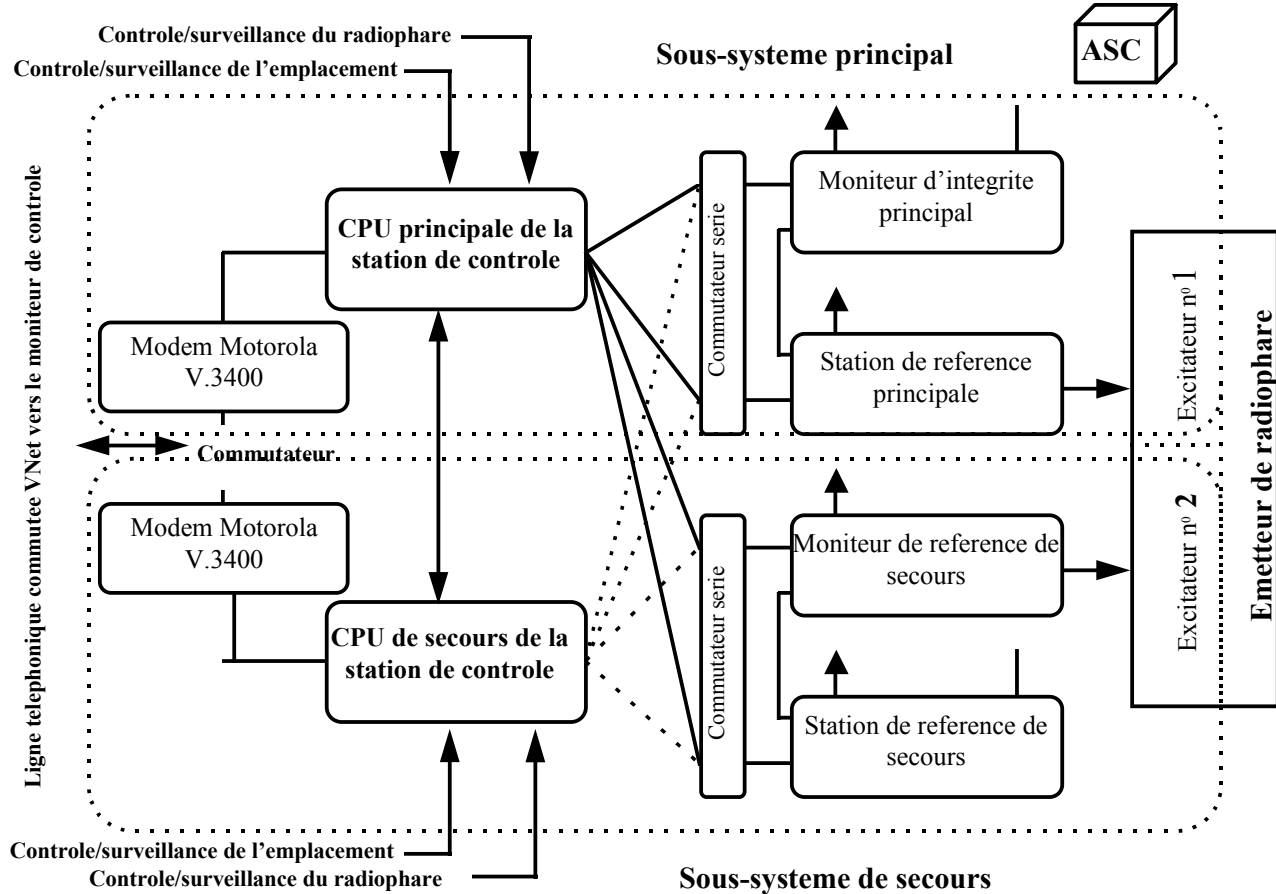 Controle/surveillance du radiophare
Controle/surveillance de l’emplacement
Sous-systeme principal
ASC
Ligne telephonique commutee VNet vers le moniteur de controle
CPU principale de la
station de controle
Modem Motorola
V.3400
Commutateur serie
Moniteur d’integrite
principal
Station de reference
principale
Excitateur nº 1
Emetteur de radiophare
Commutateur
Modem Motorola
V.3400
CPU de secours de la
station de controle
Commutateur serie
Moniteur de reference de
secours
Station de reference de
secours
Excitateur nº 2
Controle/surveillance de l’emplacement
Controle/surveillance du radiophare
Sous-systeme de secours